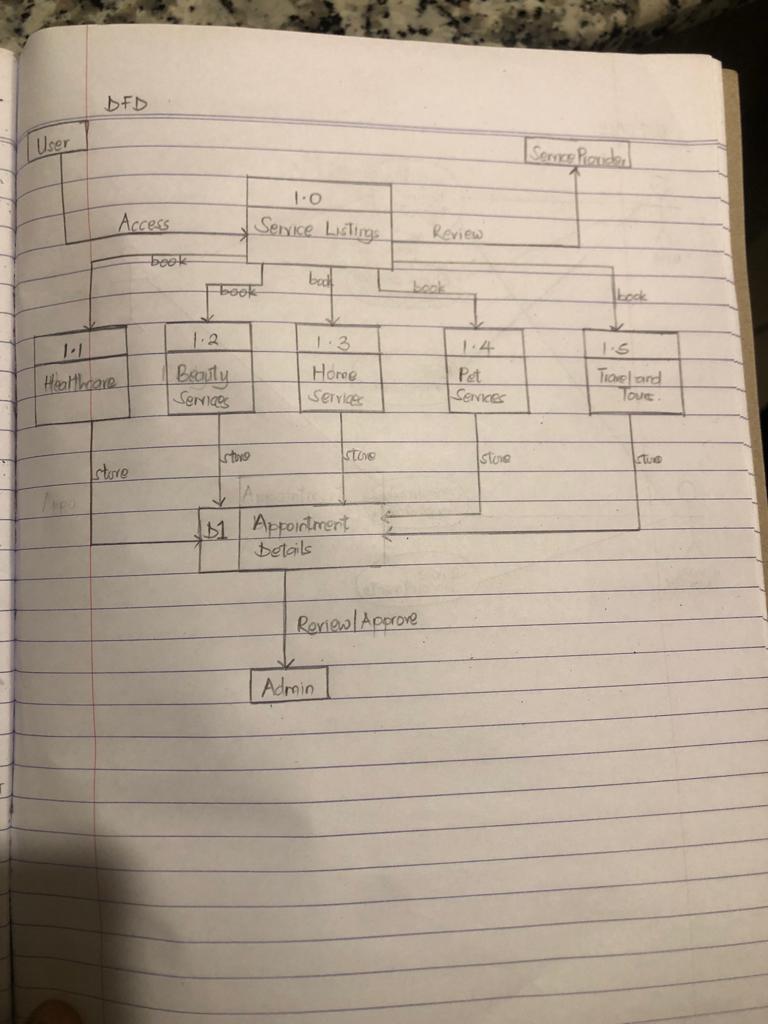 DFD
User
Service Provider
1.0
Service Listings
Access
Review
book
book
book
book
book
1.1
Healthcare
1.2
Beauty
Services
1.3
Home
Services
1.4
Pet
Services
1.5
Travel and
Tours.
store
store
store
store
store
D1
Appointment
Details
Review/Approve
Admin